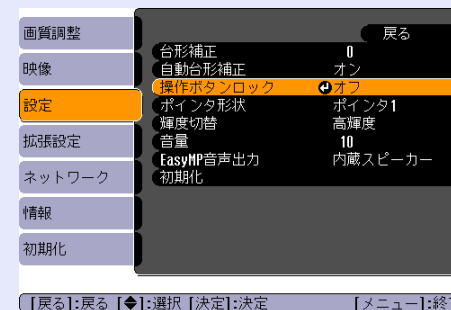 画質調整
映像
設定
拡張設定
ネットワーク
情報
初期化
戻る
台形補正 0
自動台形補正 オン
操作ボタンロック オフ
ポインタ形状 ポインタ1
輝度切替 高輝度
音量 10
EasyMP音声出力 内蔵スピーカー
初期化
[戻る]:戻る [◆]:選択 [決定]:決定 [メニュー]:終了